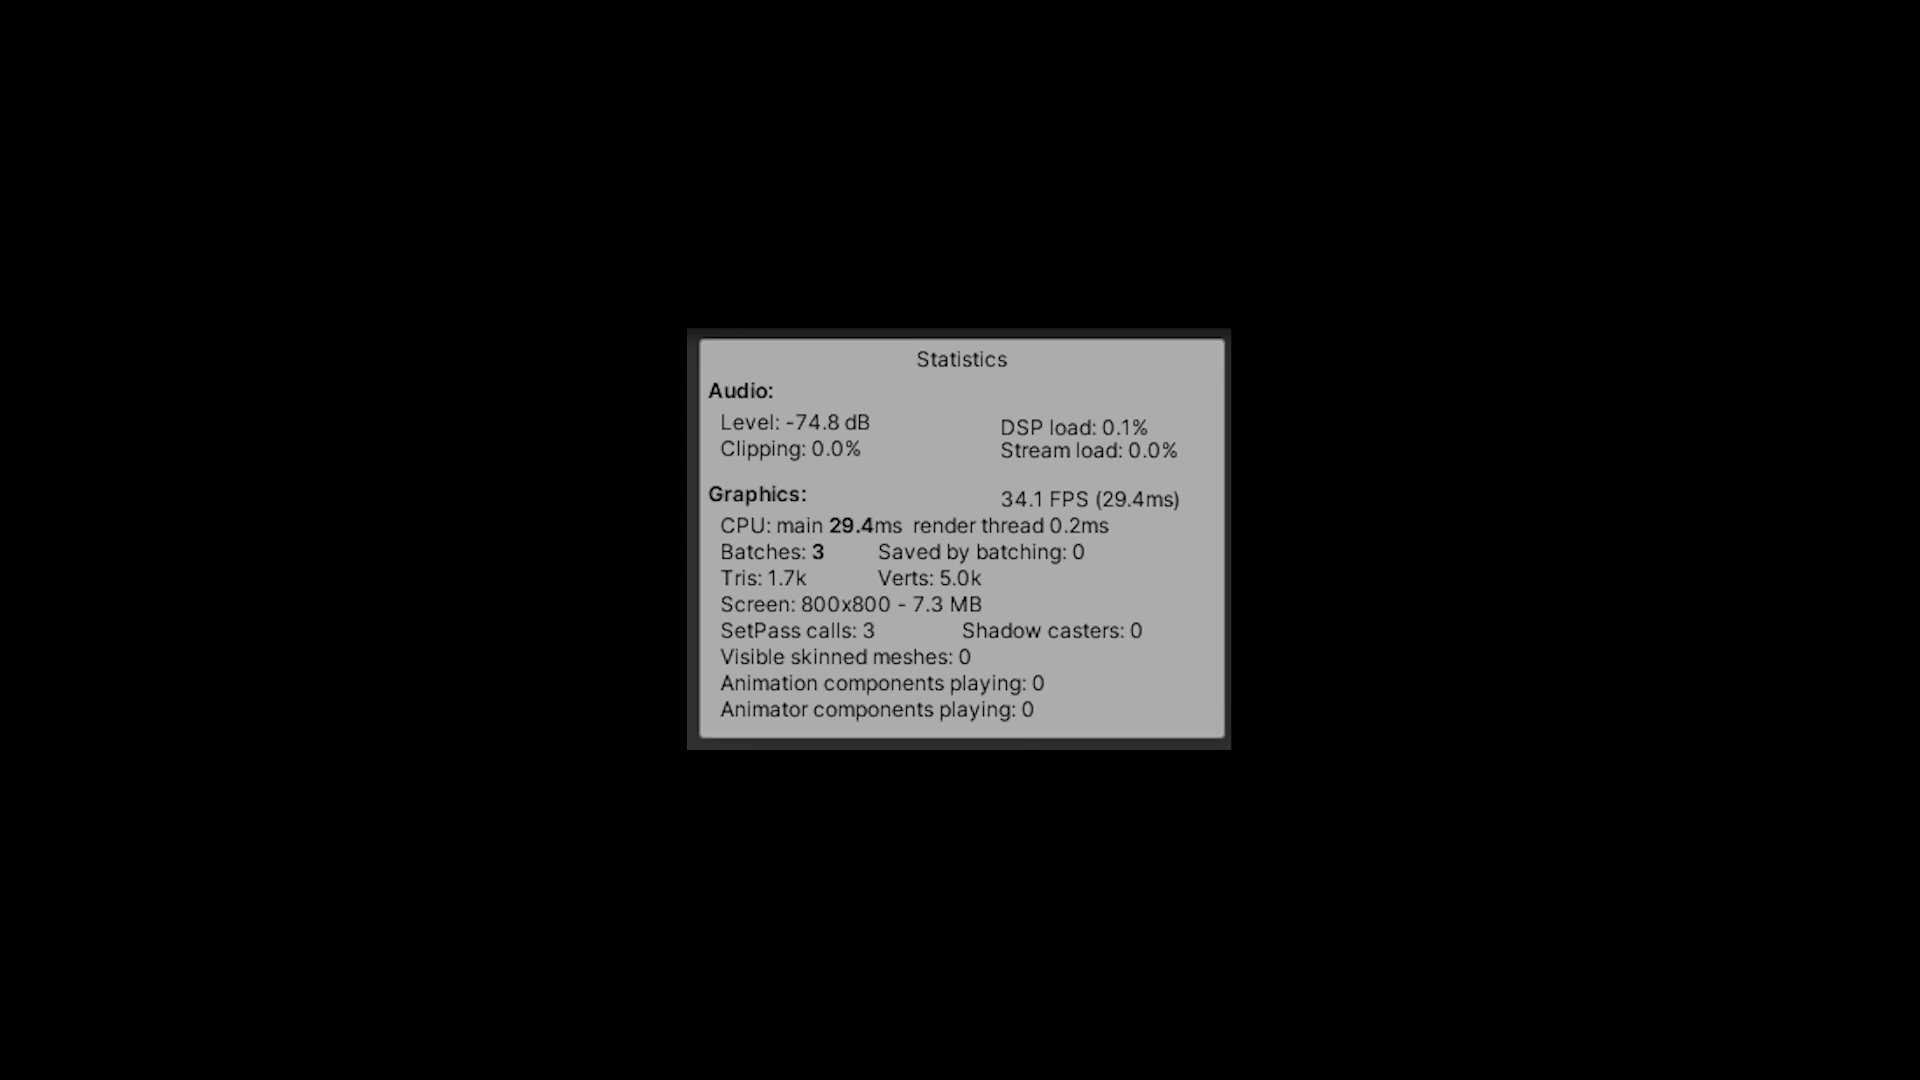 Statistics
Audio:
Level: -74.8 dB DSP load: 0.1%
Clipping: 0.0% Stream load: 0.0%
Graphics: 34.1 FPS (29.4ms)
CPU: main 29.4ms render thread 0.2ms
Batches: 3 Saved by batching: 0
Tris: 1.7k Verts: 5.0k
Screen: 800x800 - 7.3 MB
SetPass calls: 3 Shadow casters: 0
Visible skinned meshes: 0
Animation components playing: 0
Animator components playing: 0